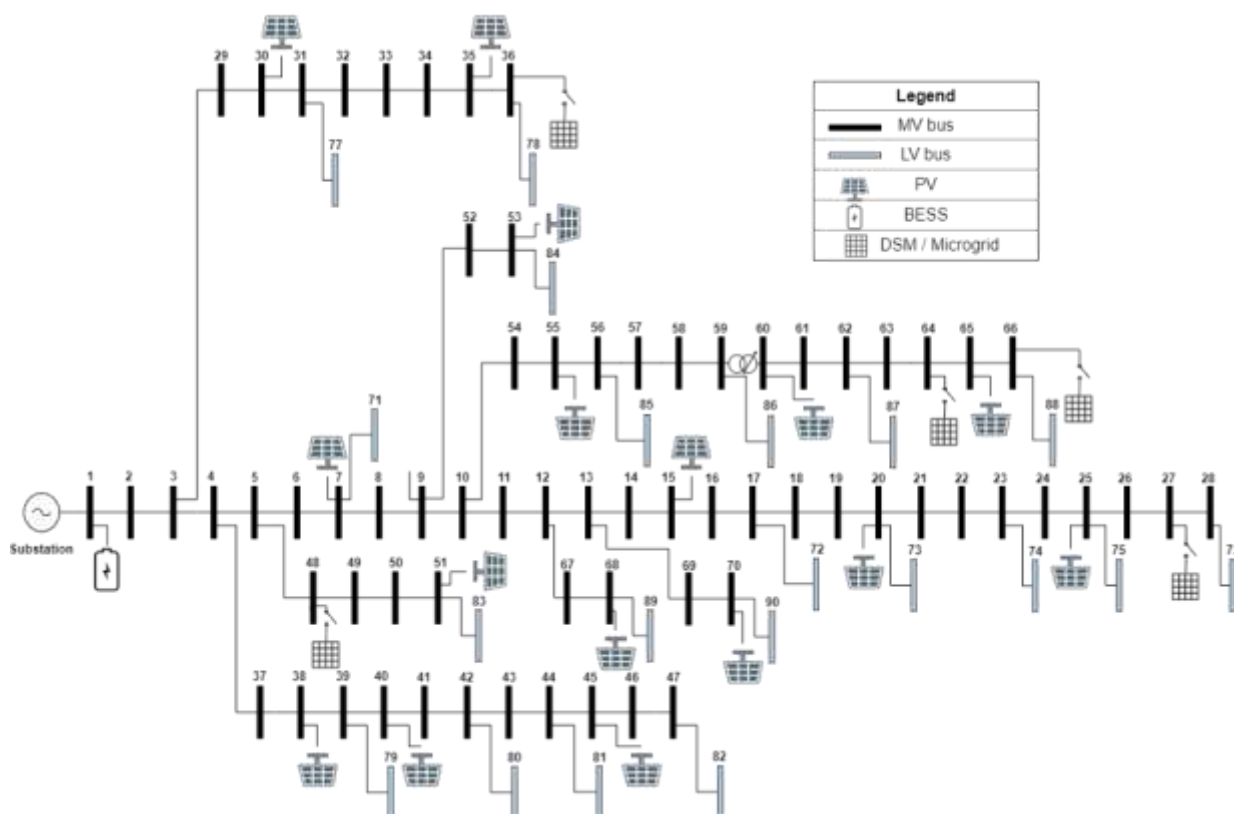 29 30 31 32 33 34 35 36
77 78
Legend
MV bus
LV bus
PV
BESS
DSM / Microgrid
52 53
84
54 55 56 57 58 59 60 61 62 63 64 65 66
71 85 86 87 88
1 2 3 4 5 6 7 8 9 10 11 12 13 14 15 16 17 18 19 20 21 22 23 24 25 26 27 28
Substation
48 49 50 51 67 68 69 70 72 73 74 75
83 89 90
37 38 39 40 41 42 43 44 45 46 47
79 80 81 82